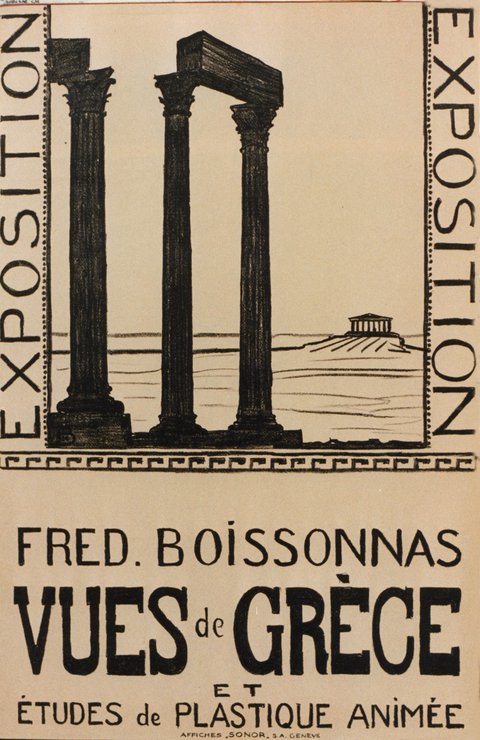 EXPOSITION
EXPOSITION
FRED. BOISSONNAS
VUES de GRÈCE
ET
ÉTUDES de PLASTIQUE ANIMÉE
AFFICHES „SONOR„ S.A. GENÈVE